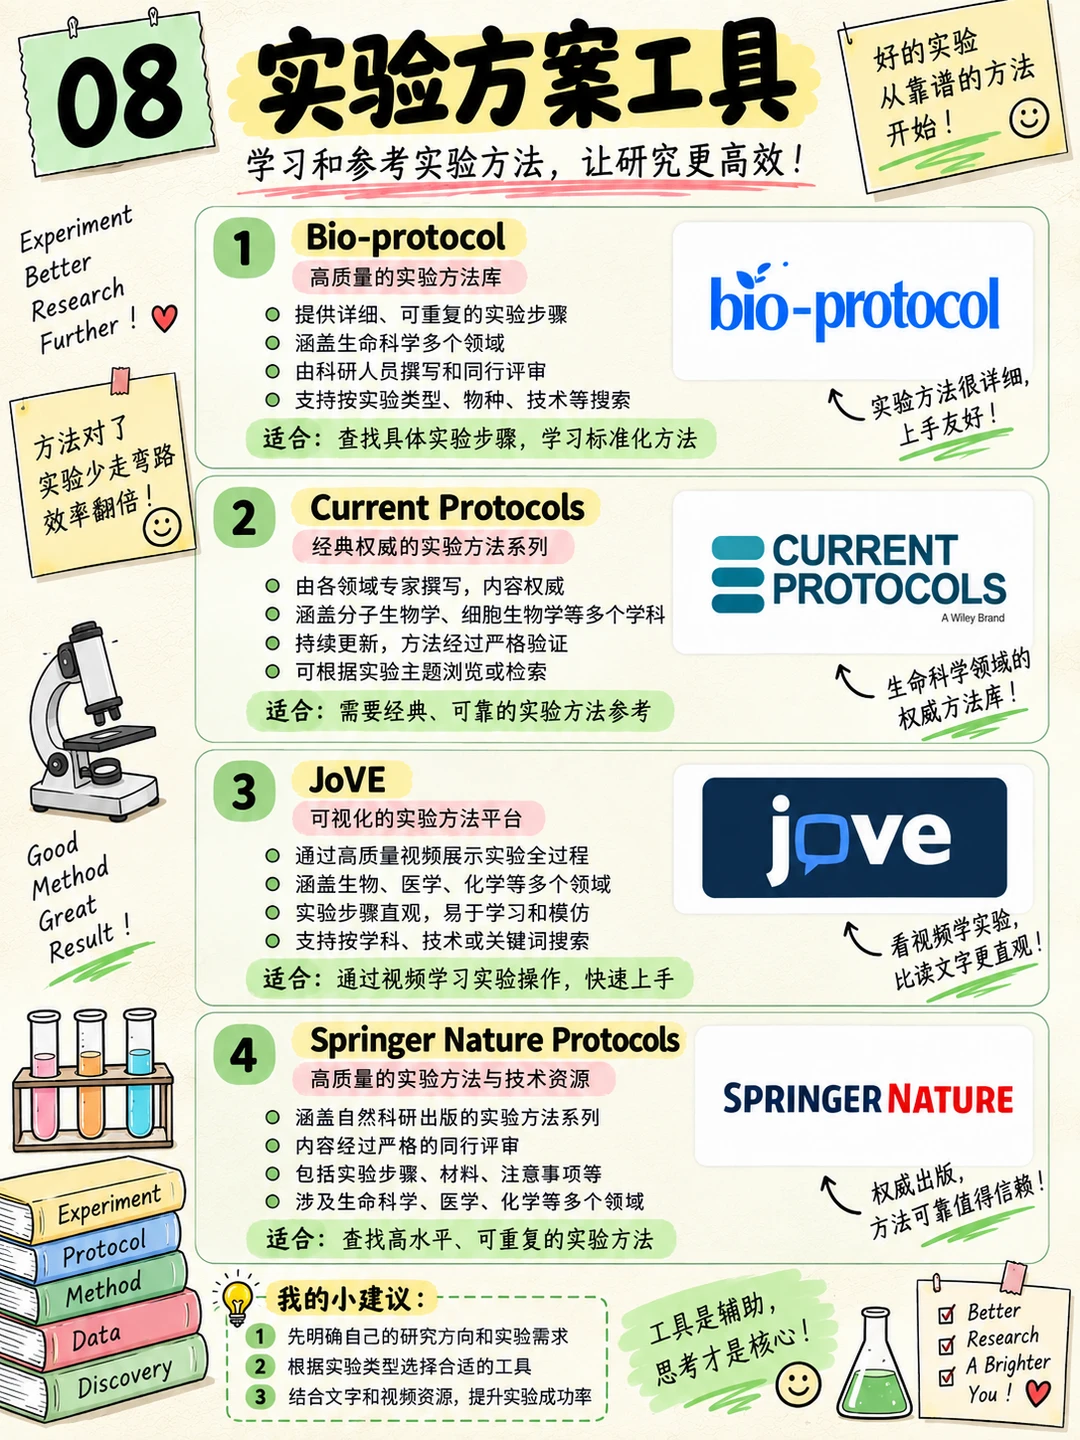 08
实验方案工具
学习和参考实验方法，让研究更高效！
好的实验
从靠谱的方法
开始！
Experiment
Better
Research
Further !
方法对了
实验少走弯路
效率翻倍！
1
Bio-protocol
高质量的实验方法库
提供详细、可重复的实验步骤
涵盖生命科学多个领域
由科研人员撰写和同行评审
支持按实验类型、物种、技术等搜索
适合：查找具体实验步骤，学习标准化方法
bio-protocol
实验方法很详细，
上手友好！
2
Current Protocols
经典权威的实验方法系列
由各领域专家撰写，内容权威
涵盖分子生物学、细胞生物学等多个学科
持续更新，方法经过严格验证
可根据实验主题浏览或检索
适合：需要经典、可靠的实验方法参考
CURRENT
PROTOCOLS
A Wiley Brand
生命科学领域的
权威方法库！
3
JoVE
可视化的实验方法平台
通过高质量视频展示实验全过程
涵盖生物、医学、化学等多个领域
实验步骤直观，易于学习和模仿
支持按学科、技术或关键词搜索
适合：通过视频学习实验操作，快速上手
jove
看视频学实验，
比读文字更直观！
Good
Method
Great
Result !
4
Springer Nature Protocols
高质量的实验方法与技术资源
涵盖自然科研出版的实验方法系列
内容经过严格的同行评审
包括实验步骤、材料、注意事项等
涉及生命科学、医学、化学等多个领域
适合：查找高水平、可重复的实验方法
SPRINGER NATURE
权威出版，
方法可靠值得信赖！
Experiment
Protocol
Method
Data
Discovery
我的小建议：
1 先明确自己的研究方向和实验需求
2 根据实验类型选择合适的工具
3 结合文字和视频资源，提升实验成功率
工具是辅助，
思考才是核心！
Better
Research
A Brighter
You !